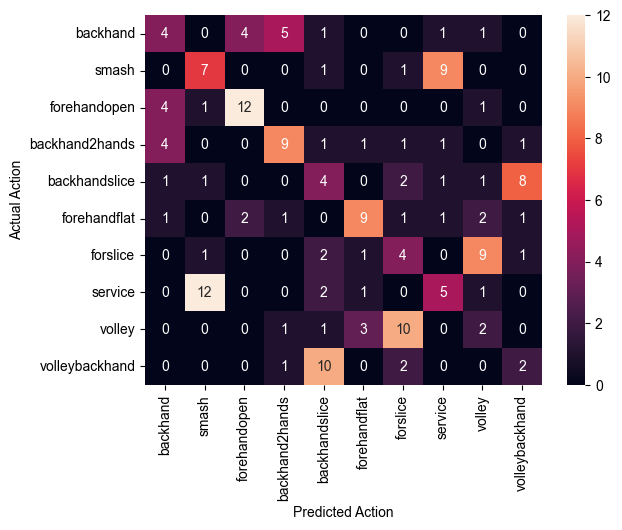 backhand 4 0 4 5 1 0 0 1 1 0
smash 0 7 0 0 1 0 1 9 0 0
forehandopen 4 1 12 0 0 0 0 0 1 0
backhand2hands 4 0 0 9 1 1 1 1 0 1
backhandslice 1 1 0 0 4 0 2 1 1 8
forehandflat 1 0 2 1 0 9 1 1 2 1
forslice 0 1 0 0 2 1 4 0 9 1
service 0 12 0 0 2 1 0 5 1 0
volley 0 0 0 1 1 3 10 0 2 0
volleybackhand 0 0 0 1 10 0 2 0 0 2
backhand
smash
forehandopen
backhand2hands
backhandslice
forehandflat
forslice
service
volley
volleybackhand
Predicted Action
Actual Action
12
10
8
6
4
2
0